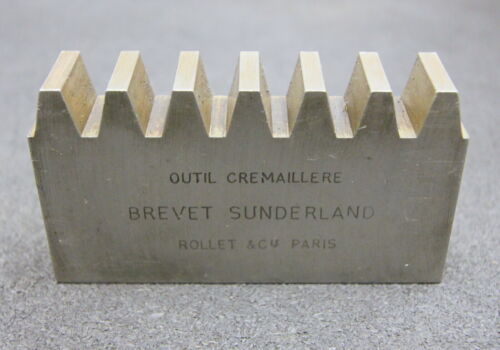 OUTIL CREMAILLERE
BREVET SUNDERLAND
ROLLET & Cie PARIS